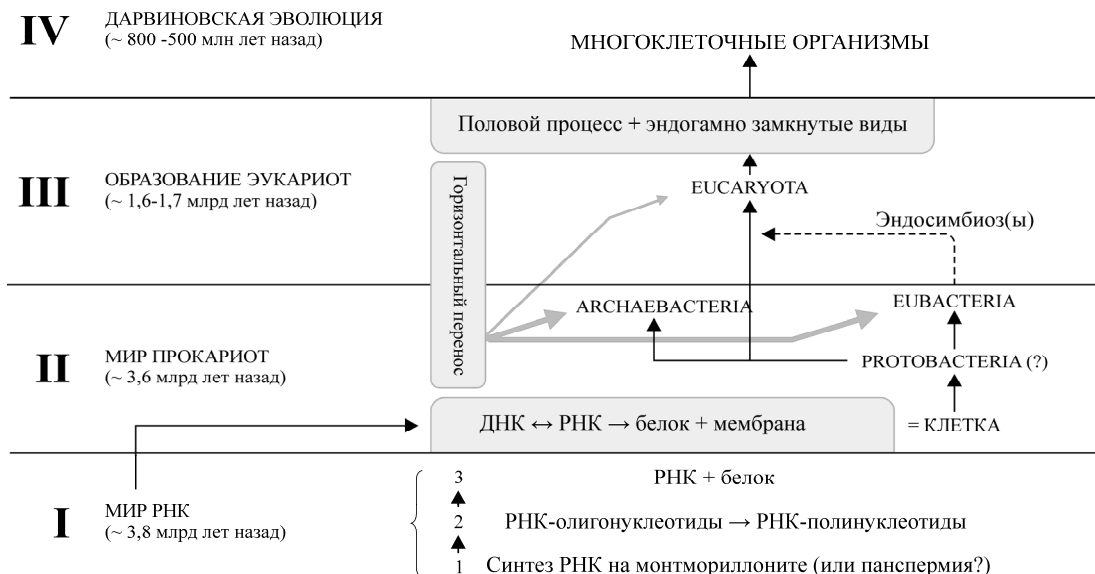 IV
ДАРВИНОВСКАЯ ЭВОЛЮЦИЯ
(~ 800 -500 млн лет назад)
МНОГОКЛЕТОЧНЫЕ ОРГАНИЗМЫ
Половой процесс + эндогамно замкнутые виды
III
ОБРАЗОВАНИЕ ЭУКАРИОТ
(~ 1,6-1,7 млрд лет назад)
Горизонтальный перенос
EUCARYOTA
Эндосимбиоз(ы)
ARCHAEBACTERIA
EUBACTERIA
II
МИР ПРОКАРИОТ
(~ 3,6 млрд лет назад)
PROTOBACTERIA (?)
ДНК ↔ РНК → белок + мембрана
= КЛЕТКА
I
МИР РНК
(~ 3,8 млрд лет назад)
3 РНК + белок
2 РНК-олигонуклеотиды → РНК-полинуклеотиды
1 Синтез РНК на монтмориллоните (или панспермия?)